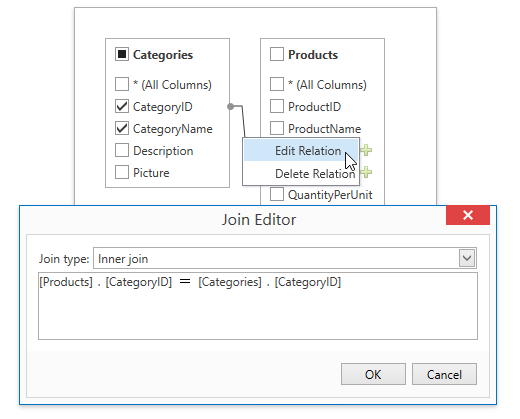 Categories
* (All Columns)
CategoryID
CategoryName
Description
Picture
Products
* (All Columns)
ProductID
ProductName
Edit Relation
Delete Relation
QuantityPerUnit
Join Editor
Join type: Inner join
[Products] . [CategoryID] = [Categories] . [CategoryID]
OK Cancel